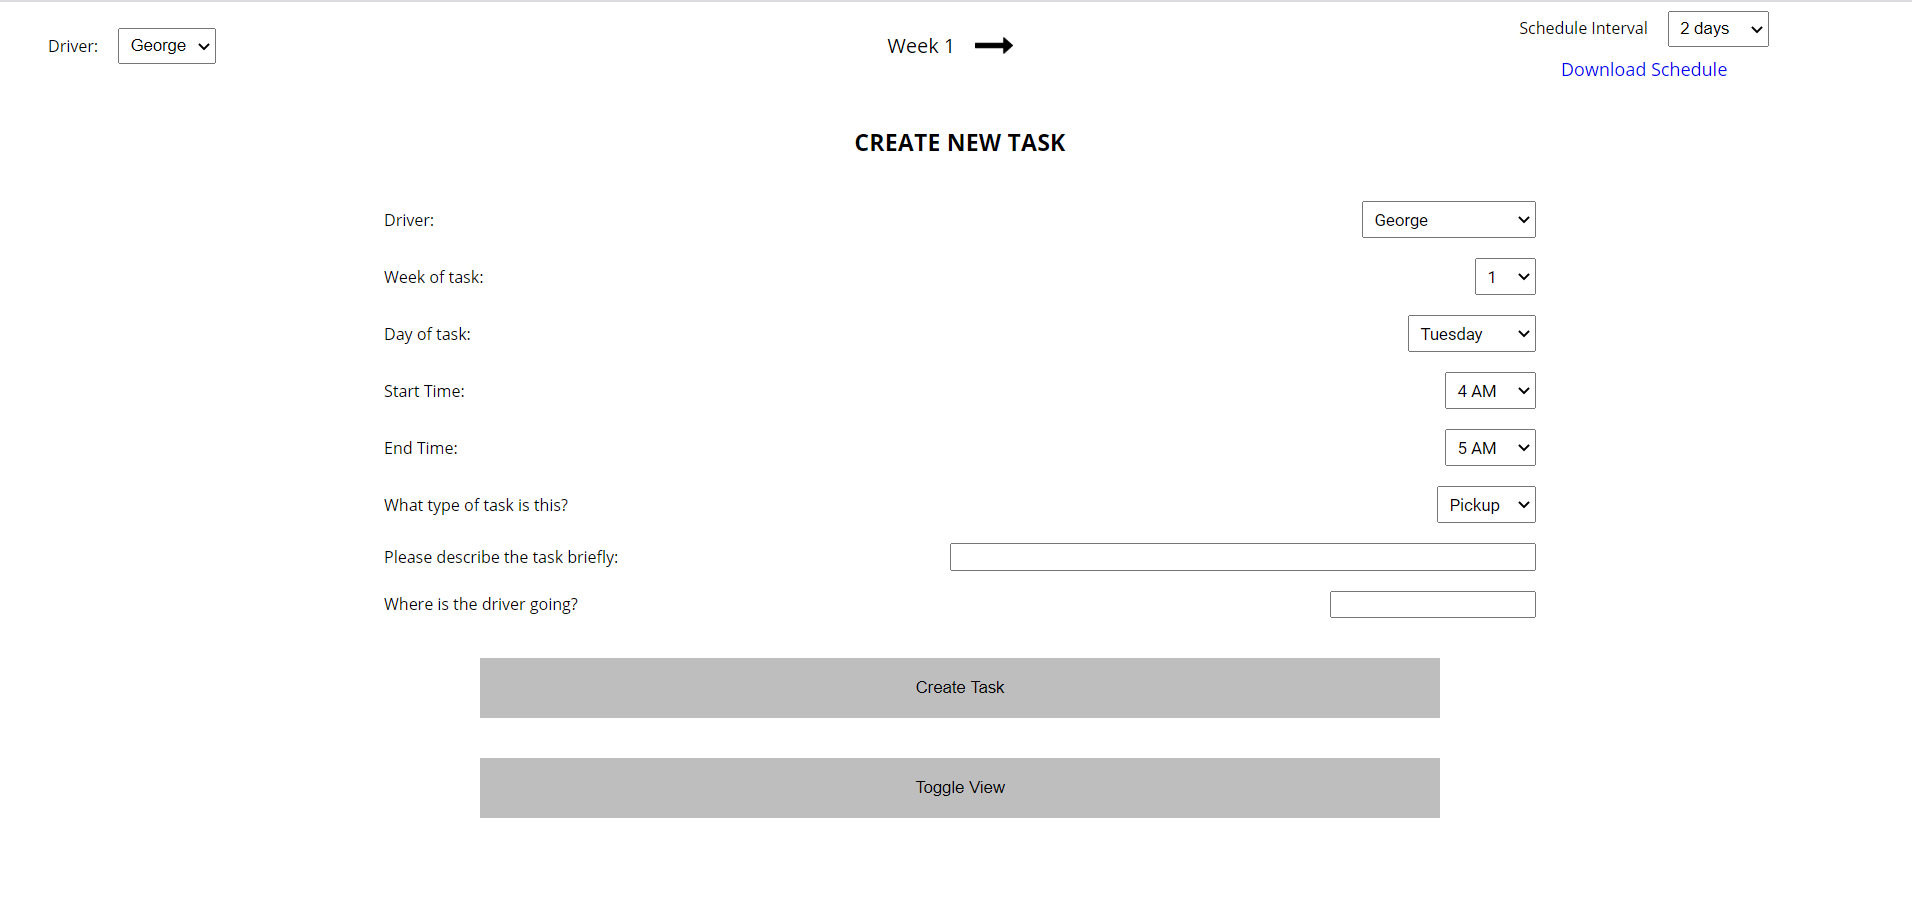 Driver: George
Week 1
Schedule Interval 2 days
Download Schedule
CREATE NEW TASK
Driver: George
Week of task: 1
Day of task: Tuesday
Start Time: 4 AM
End Time: 5 AM
What type of task is this? Pickup
Please describe the task briefly:
Where is the driver going?
Create Task
Toggle View